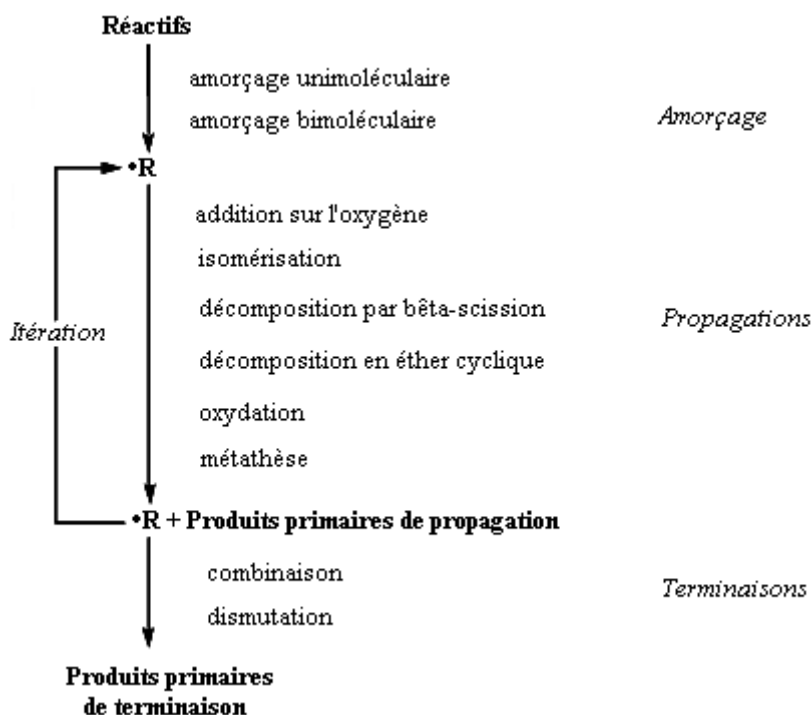 Réactifs
amorçage unimoléculaire
amorçage bimoléculaire
Amorçage
•R
addition sur l'oxygène
isomérisation
décomposition par bêta-scission
Propagations
Itération
décomposition en éther cyclique
oxydation
métathèse
•R + Produits primaires de propagation
combinaison
Terminaisons
dismutation
Produits primaires
de terminaison